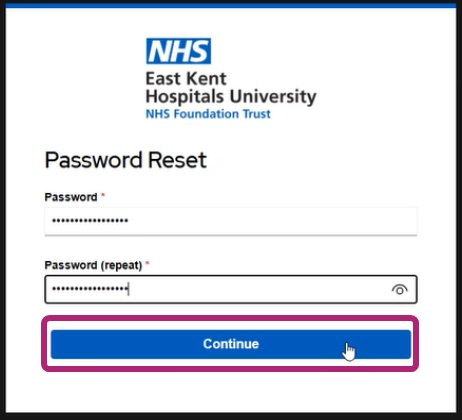 NHS
East Kent
Hospitals University
NHS Foundation Trust
Password Reset
Password *
•••••••••••••••••
Password (repeat) *
•••••••••••••••••
Continue